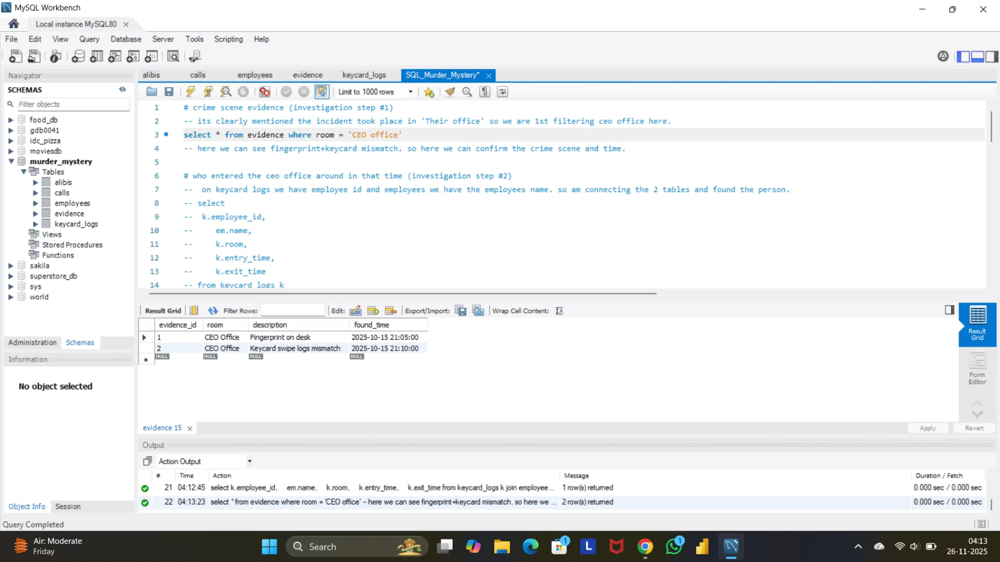 MySQL Workbench
Local instance MySQL80
File Edit View Query Database Server Tools Scripting Help
Navigator
SCHEMAS
Filter objects
food_db
gdb0041
idc_pizza
moviesdb
murder_mystery
Tables
alibis
calls
employees
evidence
keycard_logs
Views
Stored Procedures
Functions
sakila
superstore_db
sys
world
Administration Schemas
Information
No object selected
Object Info Session
alibis calls employees evidence keycard_logs SQL_Murder_Mystery*
Limit to 1000 rows
1 # crime scene evidence (investigation step #1)
2 -- its clearly mentioned the incident took place in 'Their office' so we are 1st filtering ceo office here.
3 select * from evidence where room = 'CEO office'
4 -- here we can see fingerprint+keycard mismatch. so here we can confirm the crime scene and time.
5
6 # who entered the ceo office around in that time (investigation step #2)
7 -- on keycard logs we have employee id and employees we have the employees name. so am connecting the 2 tables and found the person.
8 -- select
9 -- k.employee_id,
10 -- em.name,
11 -- k.room,
12 -- k.entry_time,
13 -- k.exit_time
14 -- from keycard_logs k
Result Grid Filter Rows: Edit: Export/Import: Wrap Cell Content:
evidence_id room description found_time
1 CEO Office Fingerprint on desk 2025-10-15 21:05:00
2 CEO Office Keycard swipe logs mismatch 2025-10-15 21:10:00
NULL NULL NULL NULL
Result Grid
Form Editor
evidence 15
Apply Revert
Output
Action Output
# Time Action Message Duration / Fetch
21 04:12:45 select k.employee_id, em.name, k.room, k.entry_time, k.exit_time from keycard_logs k join employee... 1 row(s) returned 0.000 sec / 0.000 sec
22 04:13:23 select * from evidence where room = 'CEO office' -- here we can see fingerprint+keycard mismatch. so here we ... 2 row(s) returned 0.000 sec / 0.000 sec
Query Completed
Air: Moderate
Friday
Search
1
L
1
04:13
26-11-2025